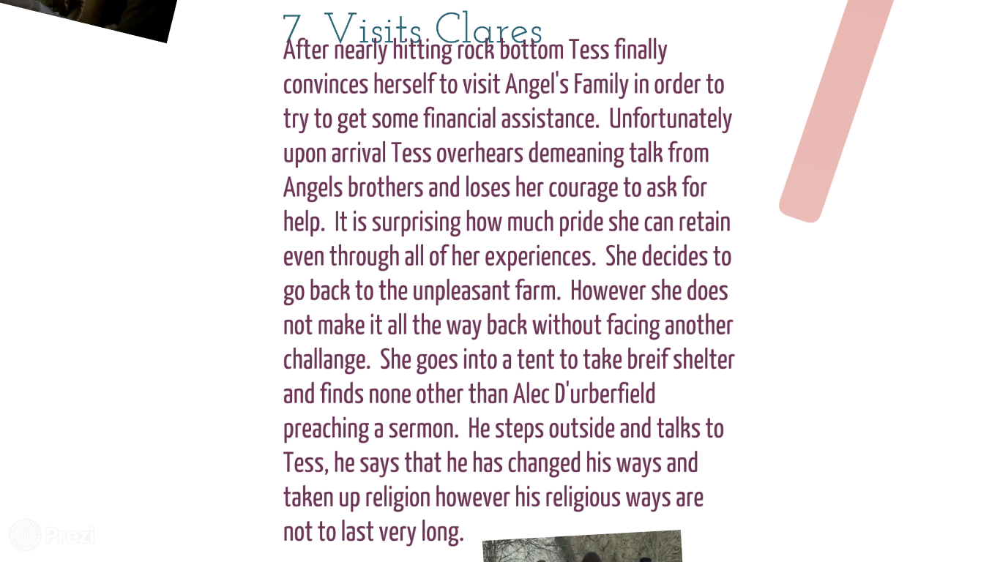 7. Visits Clares
After nearly hitting rock bottom Tess finally
convinces herself to visit Angel's Family in order to
try to get some financial assistance.  Unfortunately
upon arrival Tess overhears demeaning talk from
Angels brothers and loses her courage to ask for
help.  It is surprising how much pride she can retain
even through all of her experiences.  She decides to
go back to the unpleasant farm.  However she does
not make it all the way back without facing another
challange.  She goes into a tent to take breif shelter
and finds none other than Alec D'urberfield
preaching a sermon.  He steps outside and talks to
Tess, he says that he has changed his ways and
taken up religion however his religious ways are
not to last very long.
Prezi